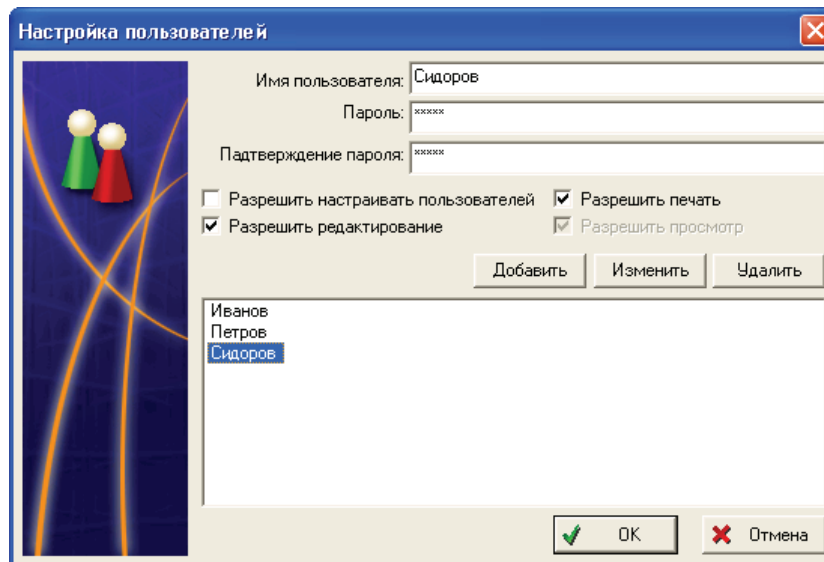 Настройка пользователей
Имя пользователя: Сидоров
Пароль: *****
Падтверждение пароля: *****
Разрешить настраивать пользователей Разрешить печать
Разрешить редактирование Разрешить просмотр
Добавить Изменить Удалить
Иванов
Петров
Сидоров
OK Отмена